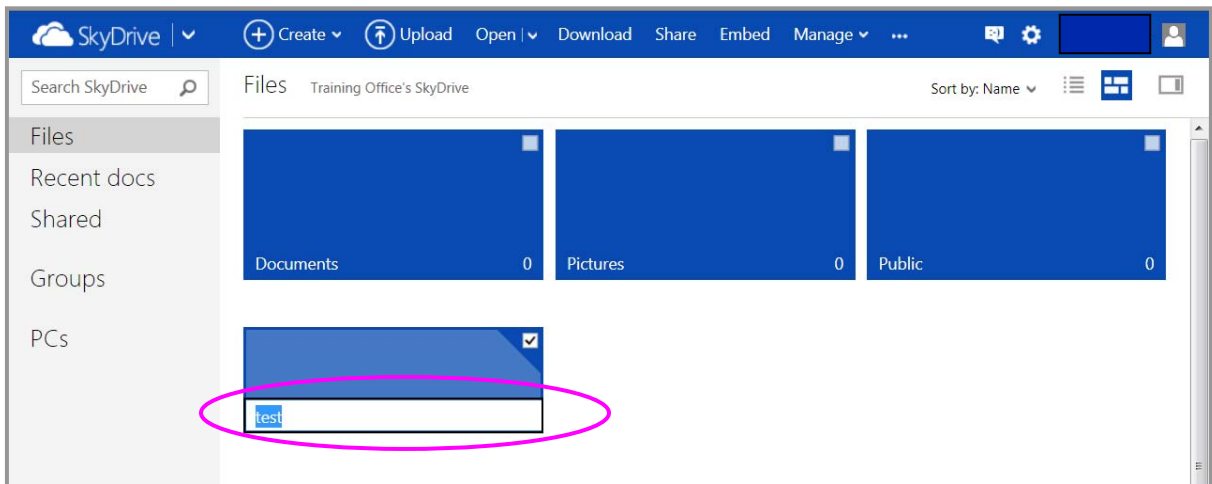 SkyDrive Create Upload Open Download Share Embed Manage ...
Search SkyDrive
Files Training Office's SkyDrive Sort by: Name
Files
Recent docs
Shared
Groups
PCs
Documents 0 Pictures 0 Public 0
test